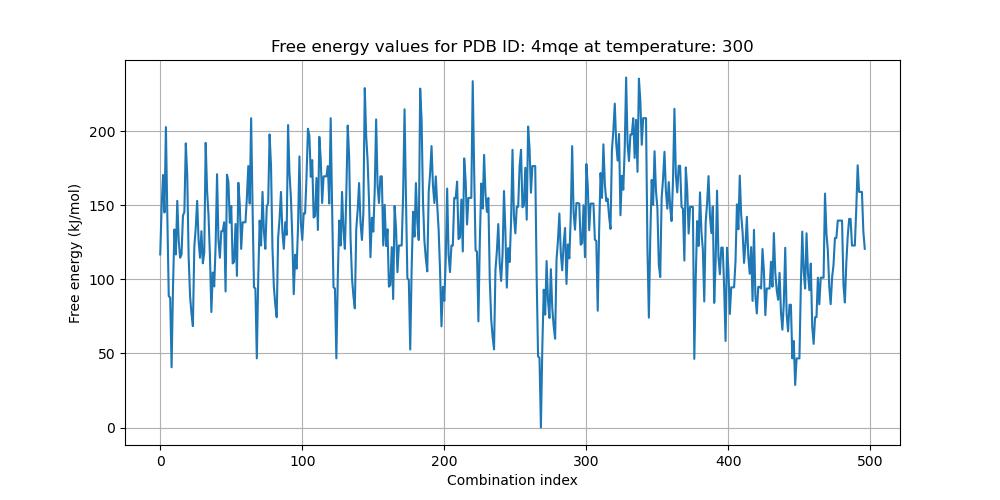 Free energy values for PDB ID: 4mqe at temperature: 300
Free energy (kJ/mol)
200
150
100
50
0
0 100 200 300 400 500
Combination index